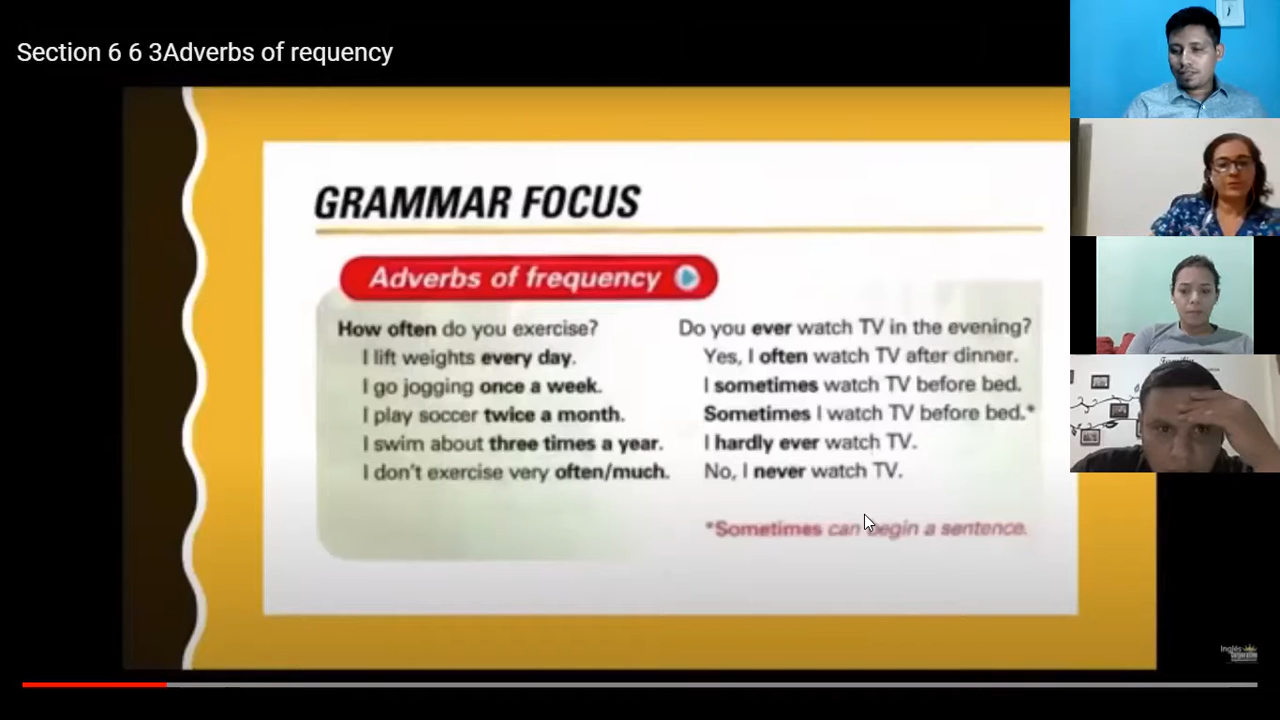 Section 6 6 3Adverbs of requency
GRAMMAR FOCUS
Adverbs of frequency
How often do you exercise?
I lift weights every day.
I go jogging once a week.
I play soccer twice a month.
I swim about three times a year.
I don't exercise very often/much.
Do you ever watch TV in the evening?
Yes, I often watch TV after dinner.
I sometimes watch TV before bed.
Sometimes I watch TV before bed.*
I hardly ever watch TV.
No, I never watch TV.
*Sometimes can begin a sentence.
Inglés